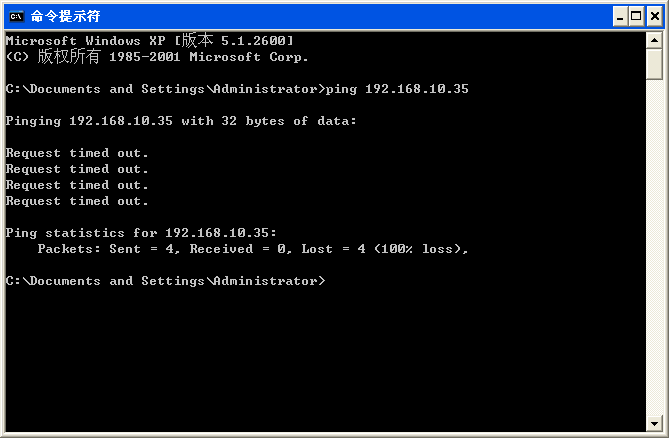 命令提示符
Microsoft Windows XP [版本 5.1.2600]
(C) 版权所有 1985-2001 Microsoft Corp.
C:\Documents and Settings\Administrator>ping 192.168.10.35
Pinging 192.168.10.35 with 32 bytes of data:
Request timed out.
Request timed out.
Request timed out.
Request timed out.
Ping statistics for 192.168.10.35:
    Packets: Sent = 4, Received = 0, Lost = 4 (100% loss),
C:\Documents and Settings\Administrator>